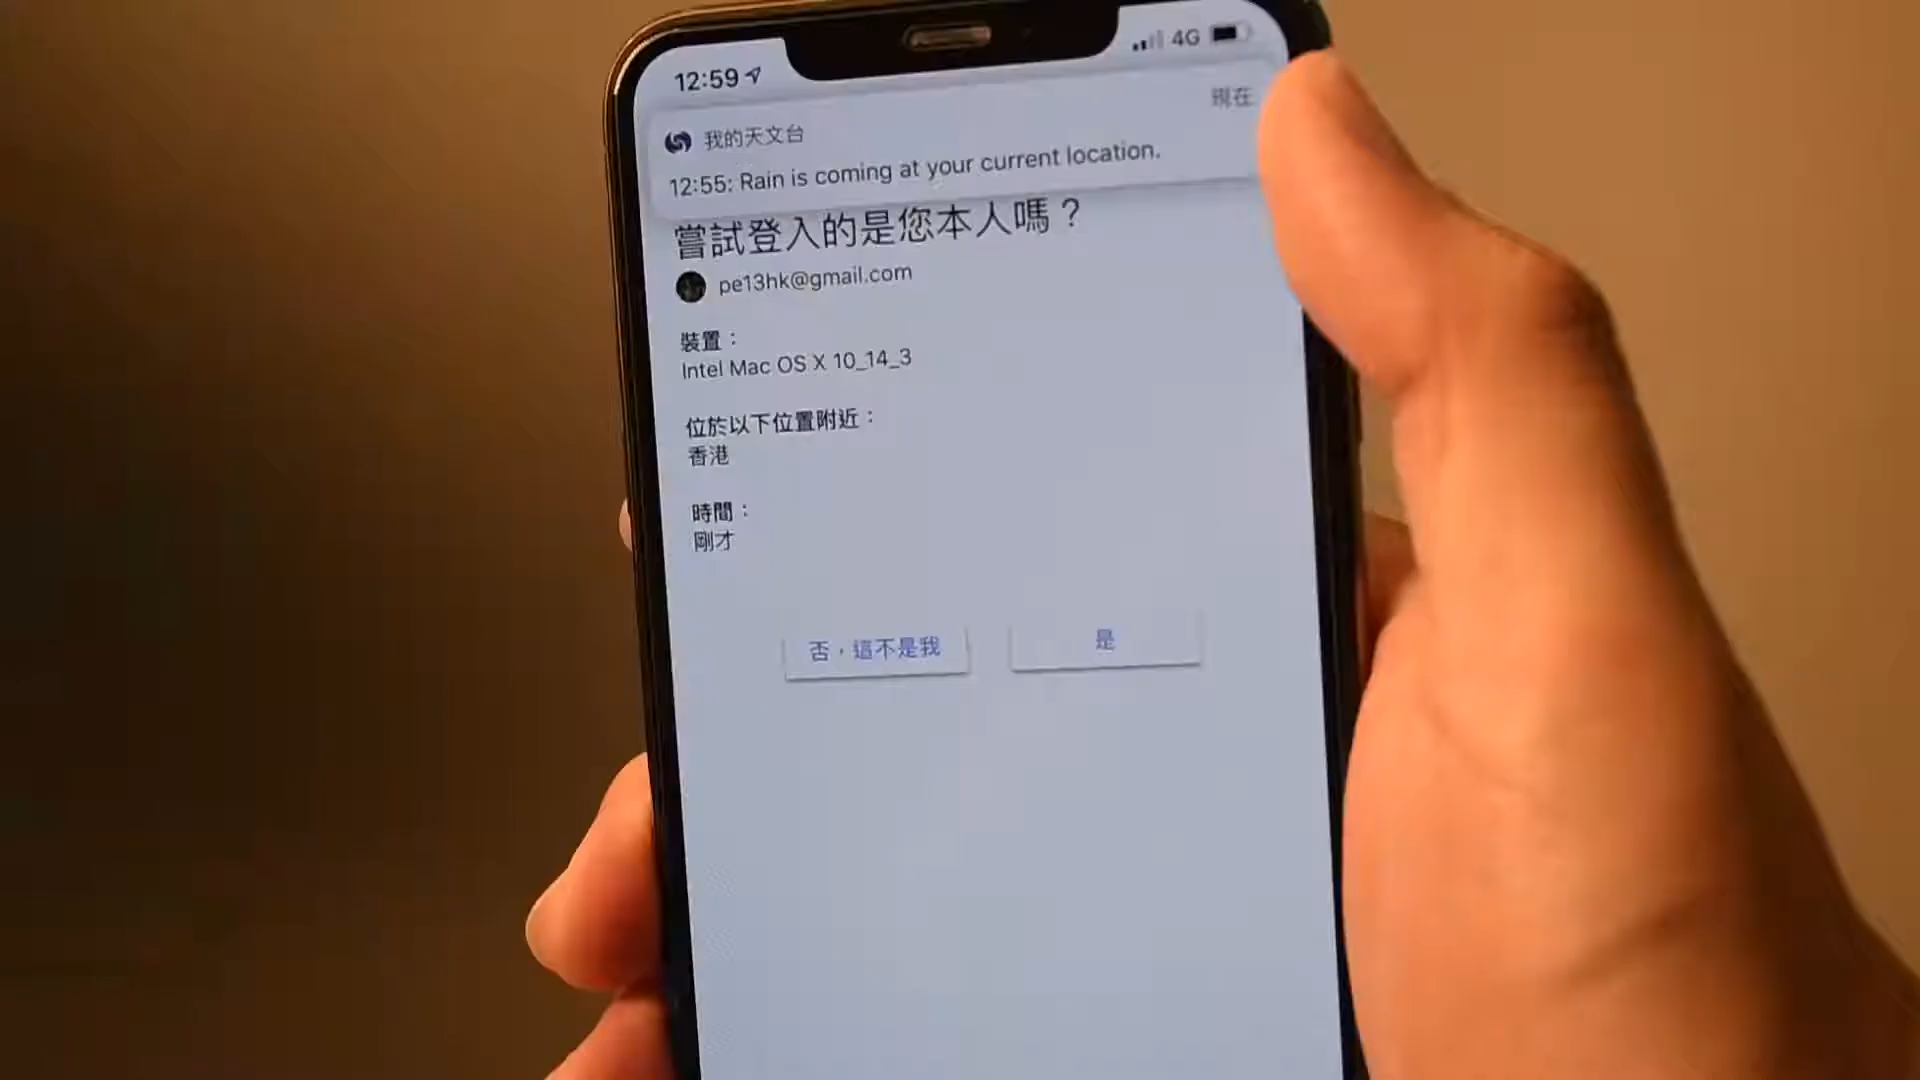 12:59
4G
我的天文台
現在
12:55: Rain is coming at your current location.
嘗試登入的是您本人嗎？
pe13hk@gmail.com
裝置：
Intel Mac OS X 10_14_3
位於以下位置附近：
香港
時間：
剛才
否，這不是我
是